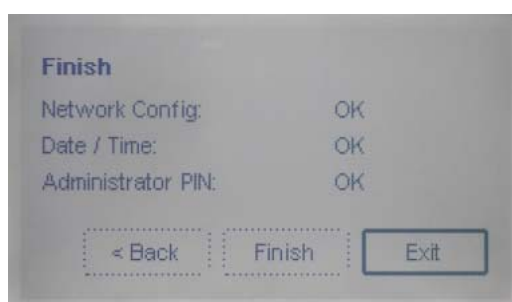 Finish
Network Config: OK
Date / Time: OK
Administrator PIN: OK
< Back Finish Exit